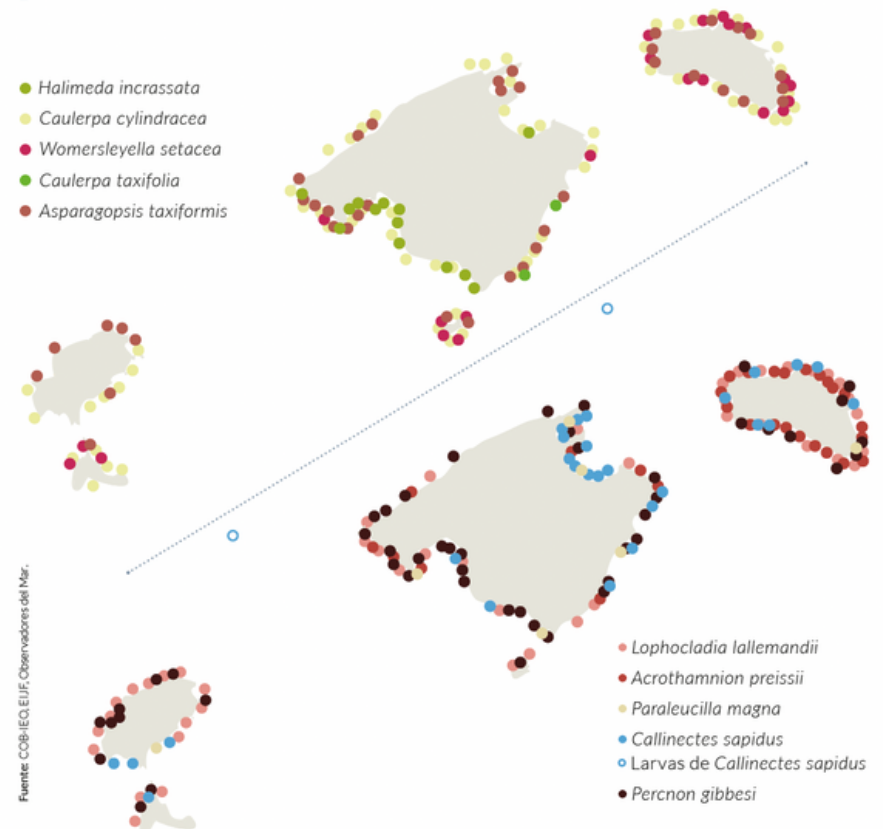 Halimeda incrassata
Caulerpa cylindracea
Womersleyella setacea
Caulerpa taxifolia
Asparagopsis taxiformis
Fuente: COB-IEO, EIJF, Observadores del Mar.
Lophocladia lallemandii
Acrothamnion preissii
Paraleucilla magna
Callinectes sapidus
Larvas de Callinectes sapidus
Percnon gibbesi